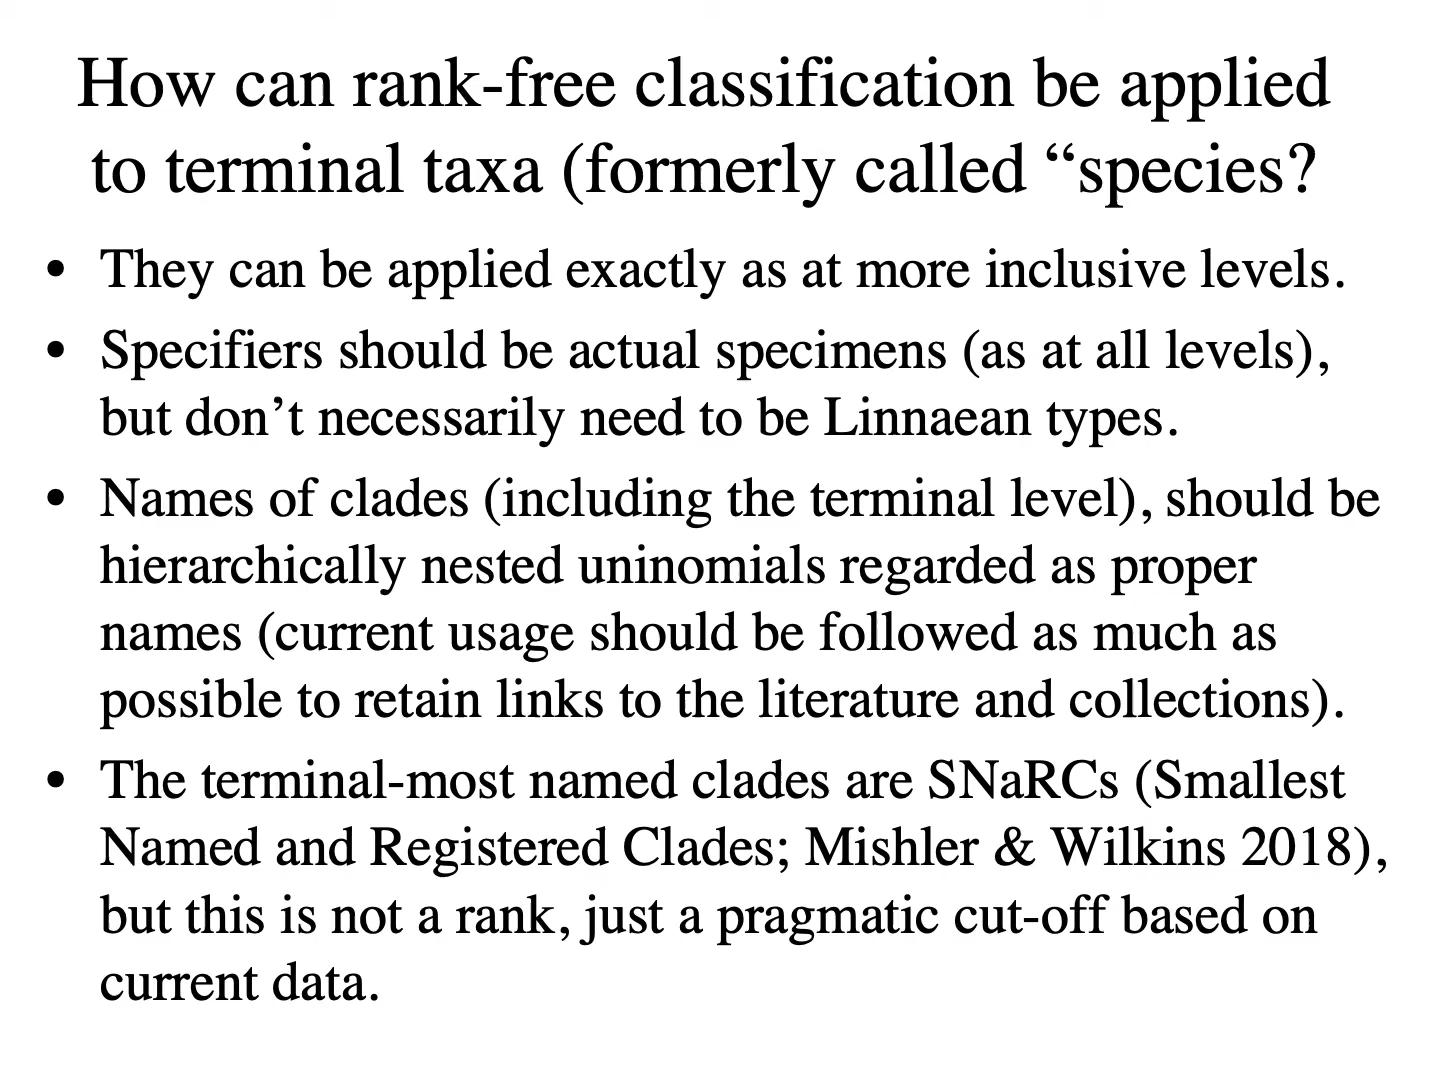 How can rank-free classification be applied
to terminal taxa (formerly called “species?
• They can be applied exactly as at more inclusive levels.
• Specifiers should be actual specimens (as at all levels),
but don’t necessarily need to be Linnaean types.
• Names of clades (including the terminal level), should be
hierarchically nested uninomials regarded as proper
names (current usage should be followed as much as
possible to retain links to the literature and collections).
• The terminal-most named clades are SNaRCs (Smallest
Named and Registered Clades; Mishler & Wilkins 2018),
but this is not a rank, just a pragmatic cut-off based on
current data.